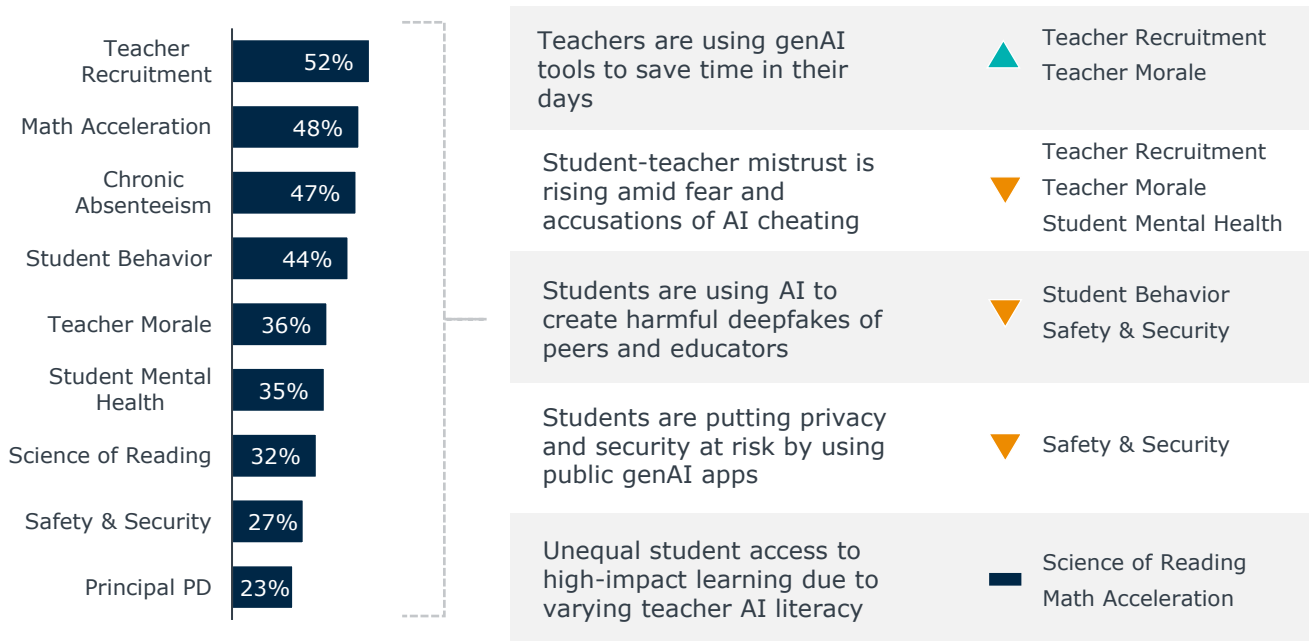 Teacher
Recruitment
52%
Math Acceleration
48%
Chronic
Absenteeism
47%
Student Behavior
44%
Teacher Morale
36%
Student Mental
Health
35%
Science of Reading
32%
Safety & Security
27%
Principal PD
23%
Teachers are using genAI
tools to save time in their
days
Teacher Recruitment
Teacher Morale
Student-teacher mistrust is
rising amid fear and
accusations of AI cheating
Teacher Recruitment
Teacher Morale
Student Mental Health
Students are using AI to
create harmful deepfakes of
peers and educators
Student Behavior
Safety & Security
Students are putting privacy
and security at risk by using
public genAI apps
Safety & Security
Unequal student access to
high-impact learning due to
varying teacher AI literacy
Science of Reading
Math Acceleration